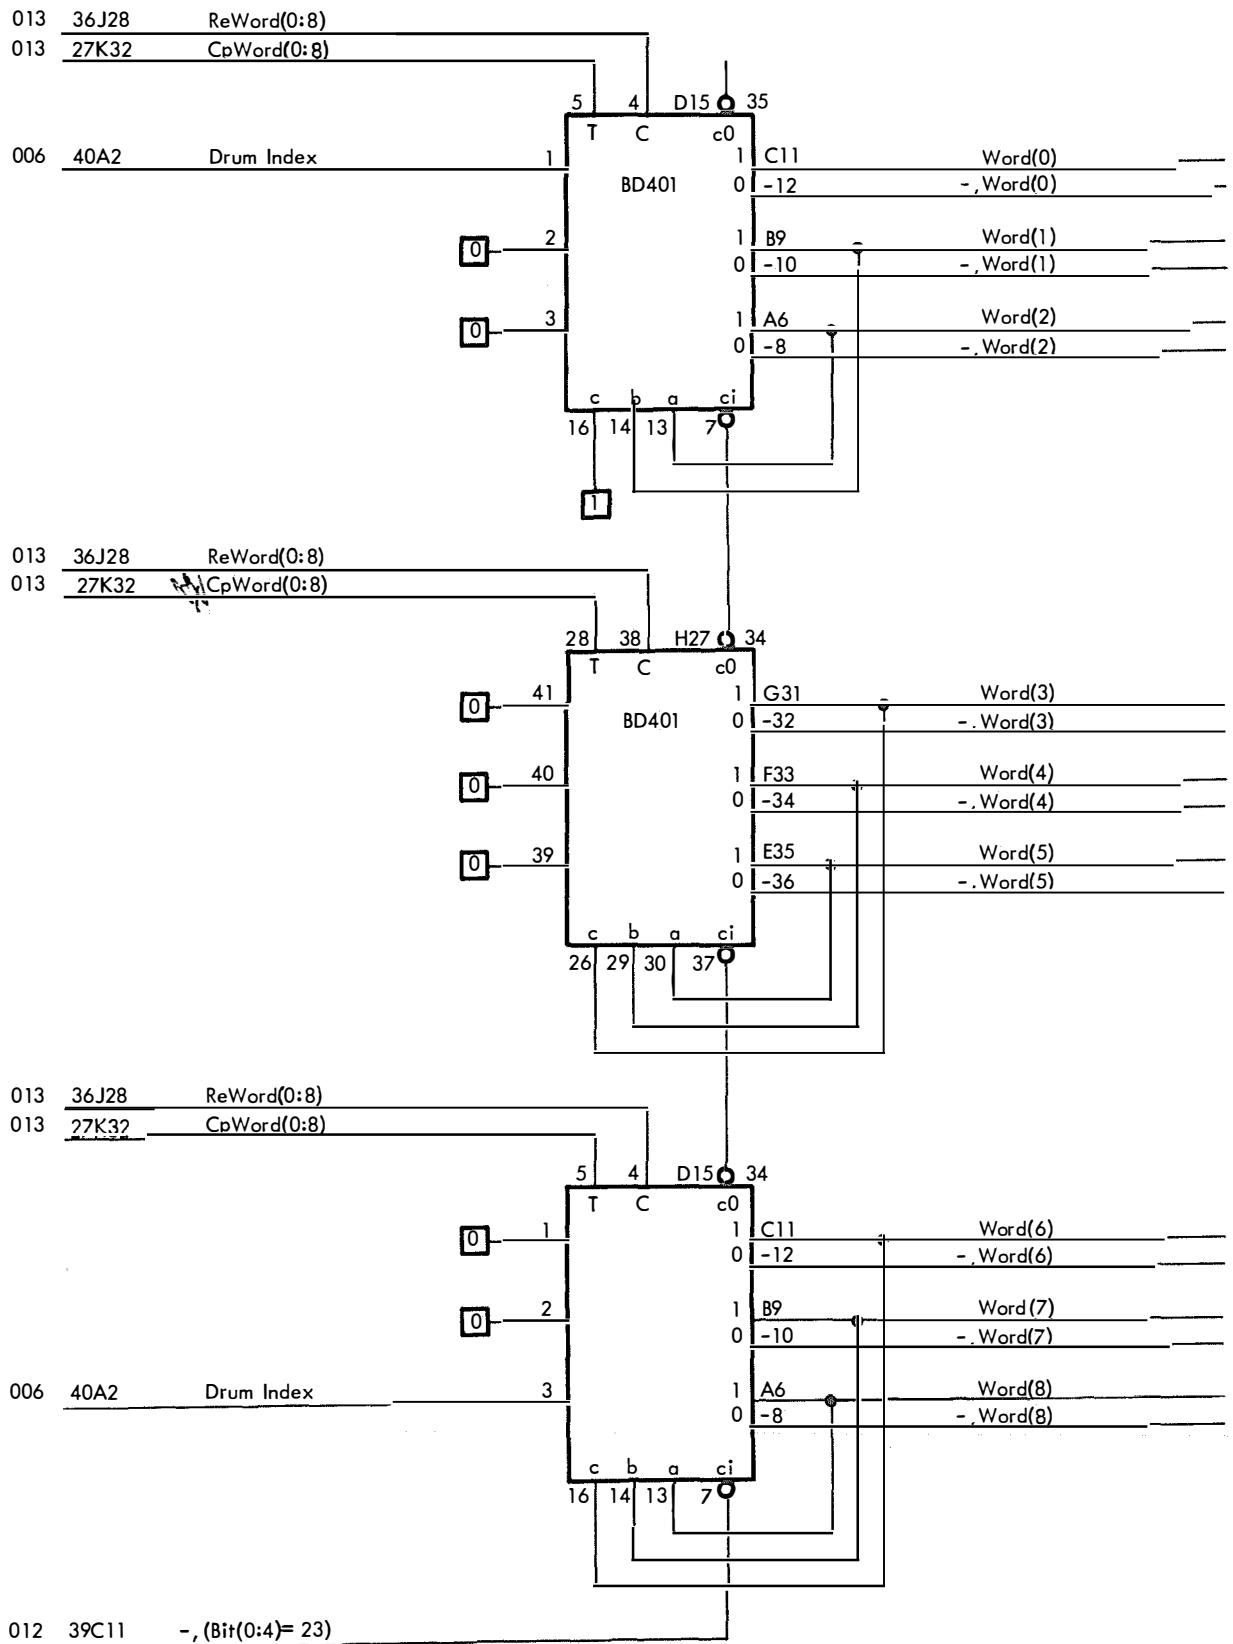 013 36J28 ReWord(0:8)
013 27K32 CpWord(0:8)
5 4 D15 35
T C c0
006 40A2 Drum Index 1 1 C11 Word(0)
BD401 0 -12 -,Word(0)
0 2 1 B9 Word(1)
0 -10 -,Word(1)
0 3 1 A6 Word(2)
0 -8 -,Word(2)
c b a ci
16 14 13 7
1
013 36J28 ReWord(0:8)
013 27K32 CpWord(0:8)
28 38 H27 34
T C c0
0 41 1 G31 Word(3)
BD401 0 -32 -.Word(3)
0 40 1 F33 Word(4)
0 -34 -.Word(4)
0 39 1 E35 Word(5)
0 -36 -.Word(5)
c b a ci
26 29 30 37
013 36J28 ReWord(0:8)
013 27K32 CpWord(0:8)
5 4 D15 34
T C c0
0 1 1 C11 Word(6)
0 -12 -,Word(6)
0 2 1 B9 Word(7)
0 -10 -.Word(7)
006 40A2 Drum Index 3 1 A6 Word(8)
0 -8 -,Word(8)
c b a ci
16 14 13 7
012 39C11 -,(Bit(0:4)= 23)